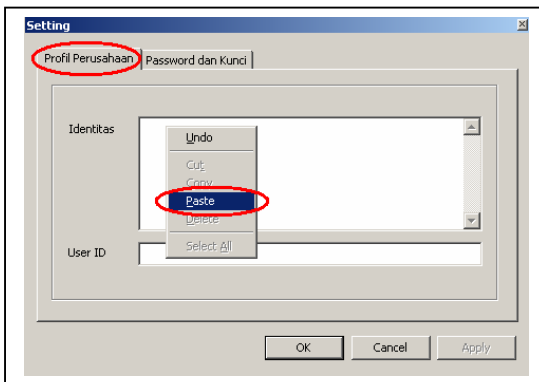 Setting
Profil Perusahaan
Password dan Kunci
Identitas
Undo
Cut
Copy
Paste
Delete
Select All
User ID
OK
Cancel
Apply